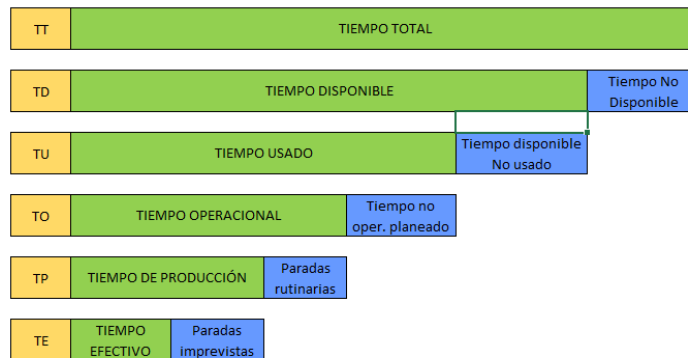 TT
TIEMPO TOTAL
TD
TIEMPO DISPONIBLE
Tiempo No
Disponible
TU
TIEMPO USADO
Tiempo disponible
No usado
TO
TIEMPO OPERACIONAL
Tiempo no
oper. planeado
TP
TIEMPO DE PRODUCCIÓN
Paradas
rutinarias
TE
TIEMPO
EFECTIVO
Paradas
imprevistas